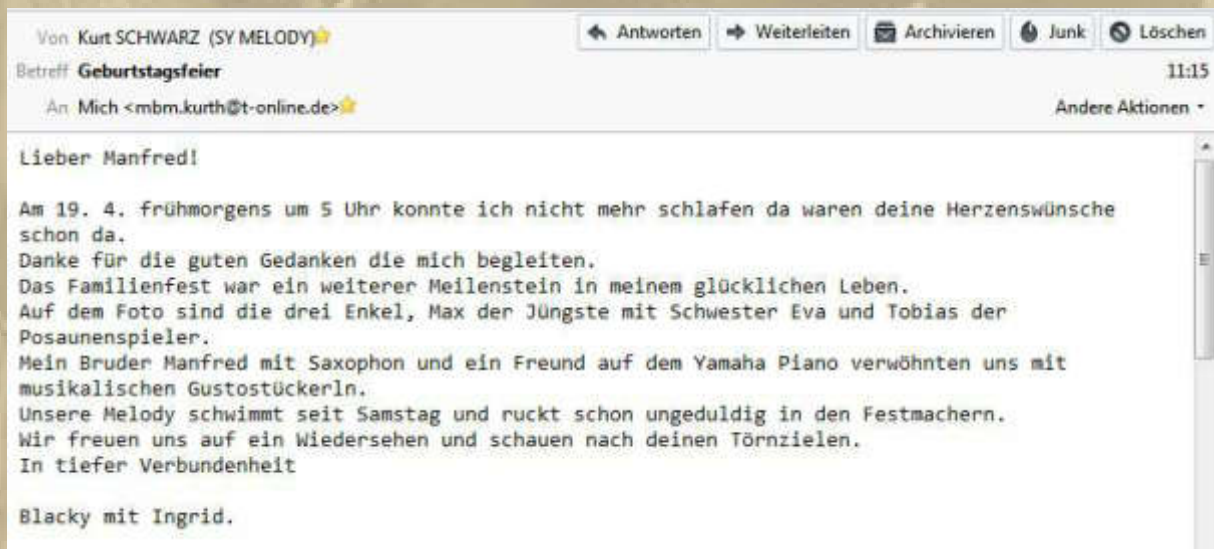 Von Kurt SCHWARZ (SY MELODY)
Antworten Weiterleiten Archivieren Junk Löschen
Betreff Geburtstagsfeier
11:15
An Mich <mbm.kurth@t-online.de>
Andere Aktionen
Lieber Manfred!
Am 19. 4. frühmorgens um 5 Uhr konnte ich nicht mehr schlafen da waren deine Herzenswünsche
schon da.
Danke für die guten Gedanken die mich begleiten.
Das Familienfest war ein weiterer Meilenstein in meinem glücklichen Leben.
Auf dem Foto sind die drei Enkel, Max der Jüngste mit Schwester Eva und Tobias der
Posaunenspieler.
Mein Bruder Manfred mit Saxophon und ein Freund auf dem Yamaha Piano verwöhnten uns mit
musikalischen Gustostückerln.
Unsere Melody schwimmt seit Samstag und ruckt schon ungeduldig in den Festmachern.
Wir freuen uns auf ein Wiedersehen und schauen nach deinen Törnzielen.
In tiefer Verbundenheit
Blacky mit Ingrid.